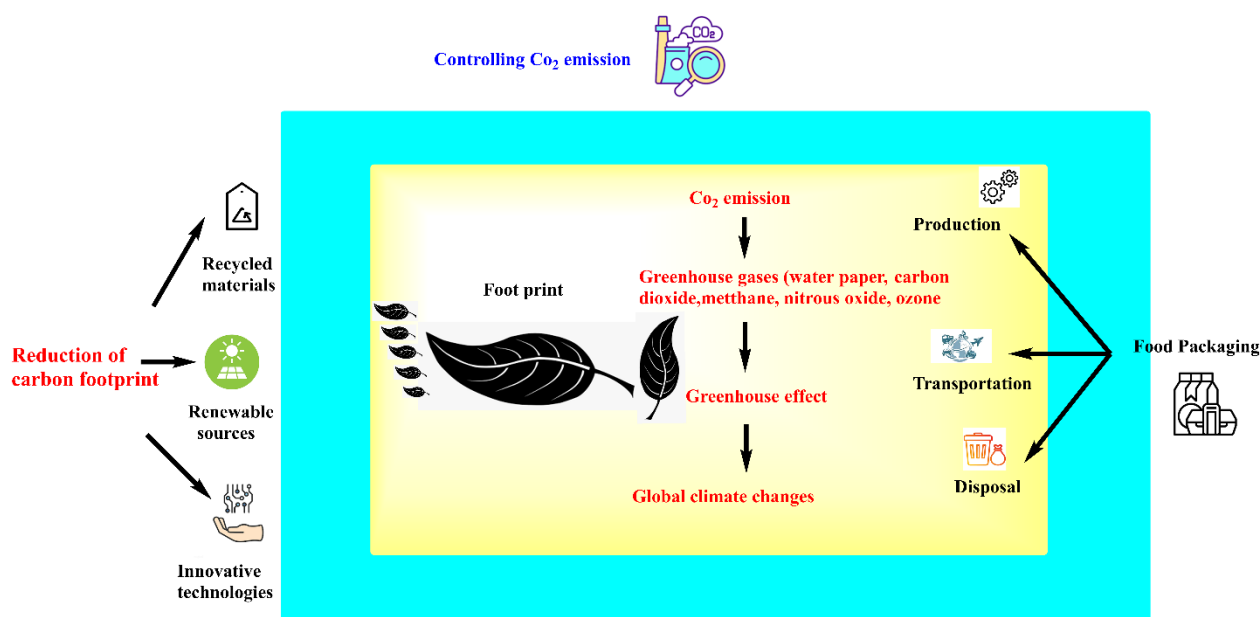 Controlling Co₂ emission
CO₂
Co₂ emission
Production
Greenhouse gases (water paper, carbon
dioxide,metthane, nitrous oxide, ozone
Foot print
Recycled
materials
Reduction of
carbon footprint
Renewable
sources
Innovative
technologies
Greenhouse effect
Global climate changes
Transportation
Disposal
Food Packaging